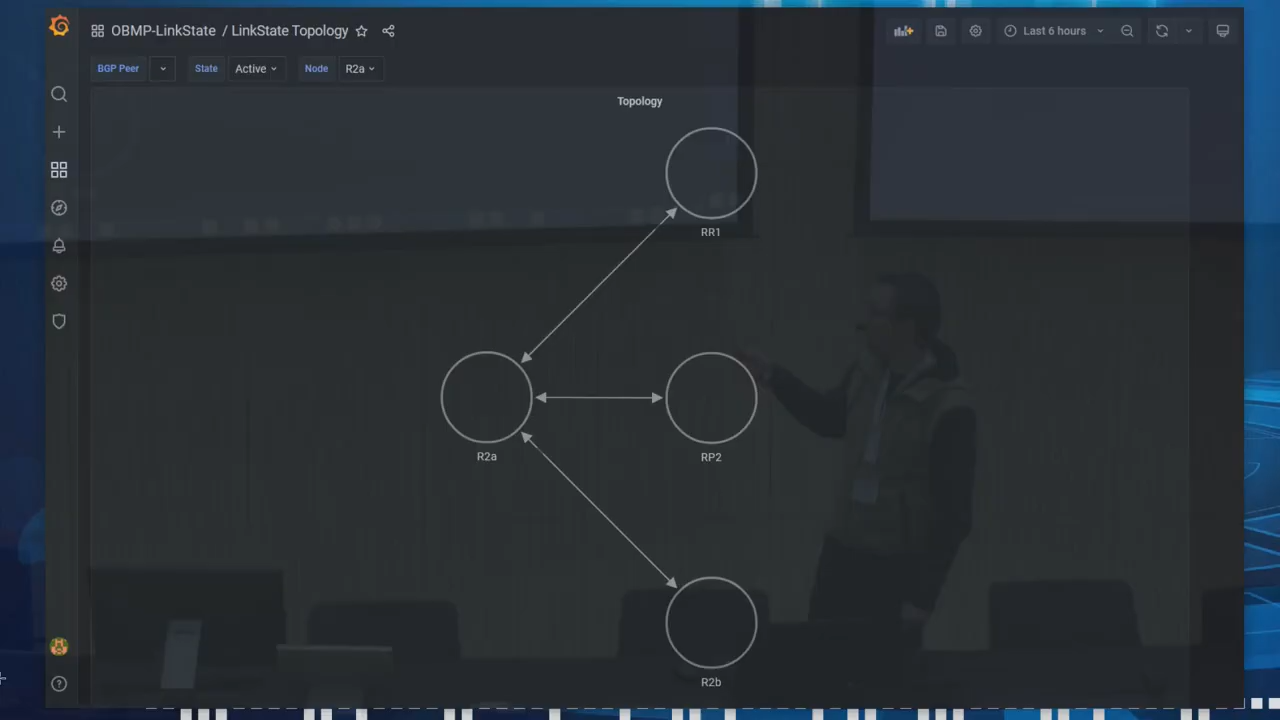 OBMP-LinkState / LinkState Topology
Last 6 hours
BGP Peer
State
Active
Node
R2a
Topology
RR1
R2a
RP2
R2b